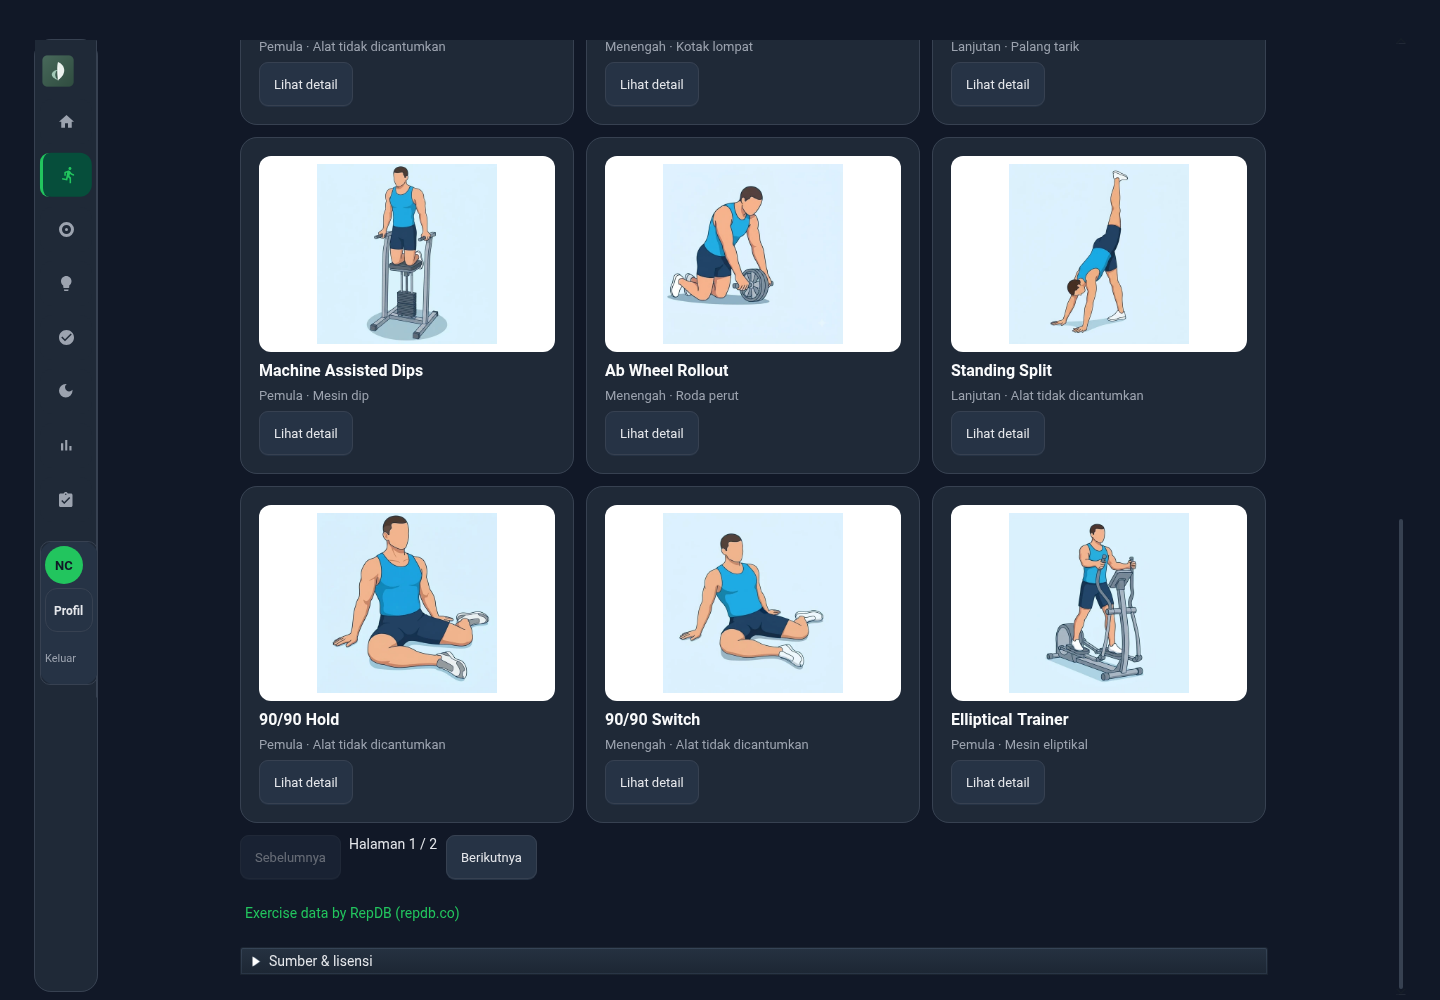 Pemula · Alat tidak dicantumkan
Menengah · Kotak lompat
Lanjutan · Palang tarik
Lihat detail
Lihat detail
Lihat detail
Machine Assisted Dips
Ab Wheel Rollout
Standing Split
Pemula · Mesin dip
Menengah · Roda perut
Lanjutan · Alat tidak dicantumkan
Lihat detail
Lihat detail
Lihat detail
NC
Profil
Keluar
90/90 Hold
90/90 Switch
Elliptical Trainer
Pemula · Alat tidak dicantumkan
Menengah · Alat tidak dicantumkan
Pemula · Mesin eliptikal
Lihat detail
Lihat detail
Lihat detail
Sebelumnya
Halaman 1 / 2
Berikutnya
Exercise data by RepDB (repdb.co)
Sumber & lisensi